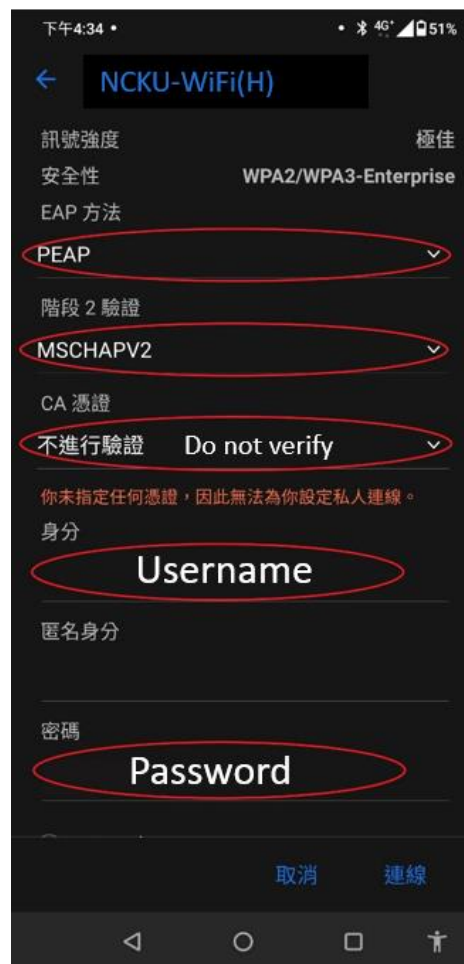 下午4:34 • • 4G+ 51%
NCKU-WiFi(H)
訊號強度 極佳
安全性 WPA2/WPA3-Enterprise
EAP 方法
PEAP
階段 2 驗證
MSCHAPV2
CA 憑證
不進行驗證 Do not verify
你未指定任何憑證，因此無法為你設定私人連線。
身分
Username
匿名身分
密碼
Password
取消 連線